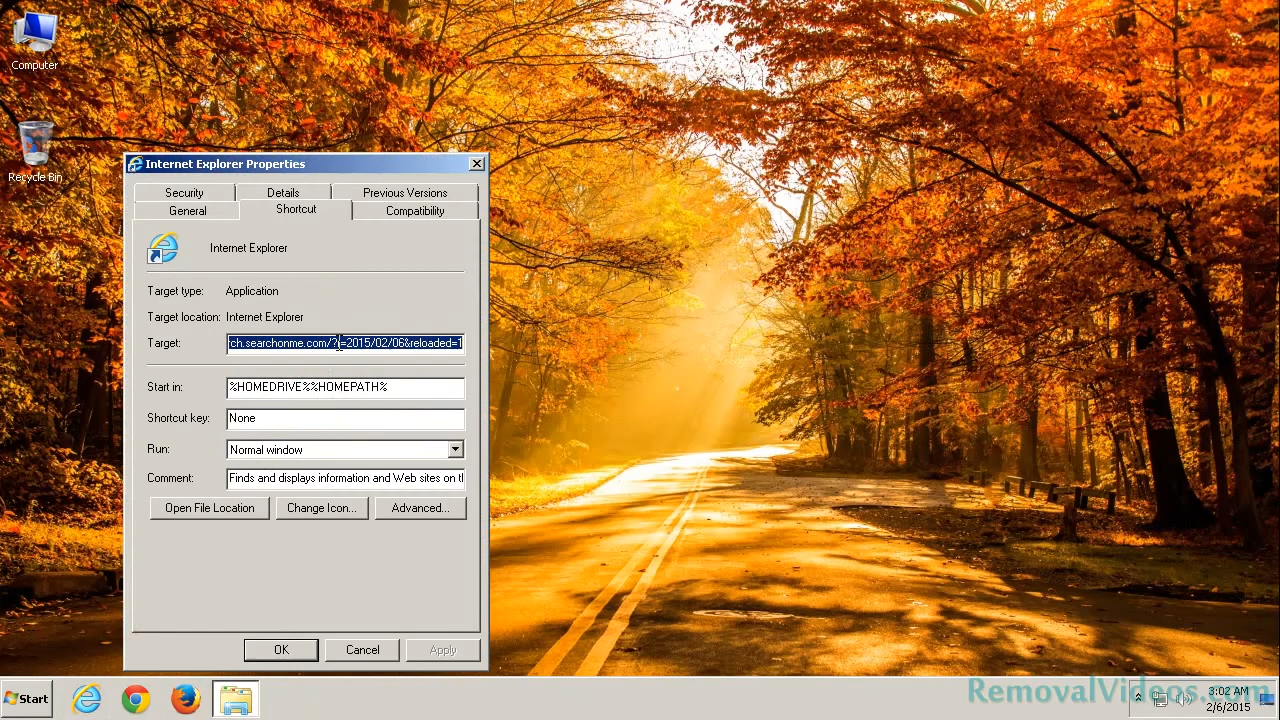 Computer
Recycle Bin
Internet Explorer Properties
Security Details Previous Versions
General Shortcut Compatibility
Internet Explorer
Target type: Application
Target location: Internet Explorer
Target: rch.searchonme.com/?t=2015/02/06&reloaded=1
Start in: %HOMEDRIVE%%HOMEPATH%
Shortcut key: None
Run: Normal window
Comment: Finds and displays information and Web sites on t
Open File Location Change Icon... Advanced...
OK Cancel Apply
Start
RemovalVideos.com
3:02 AM
2/6/2015